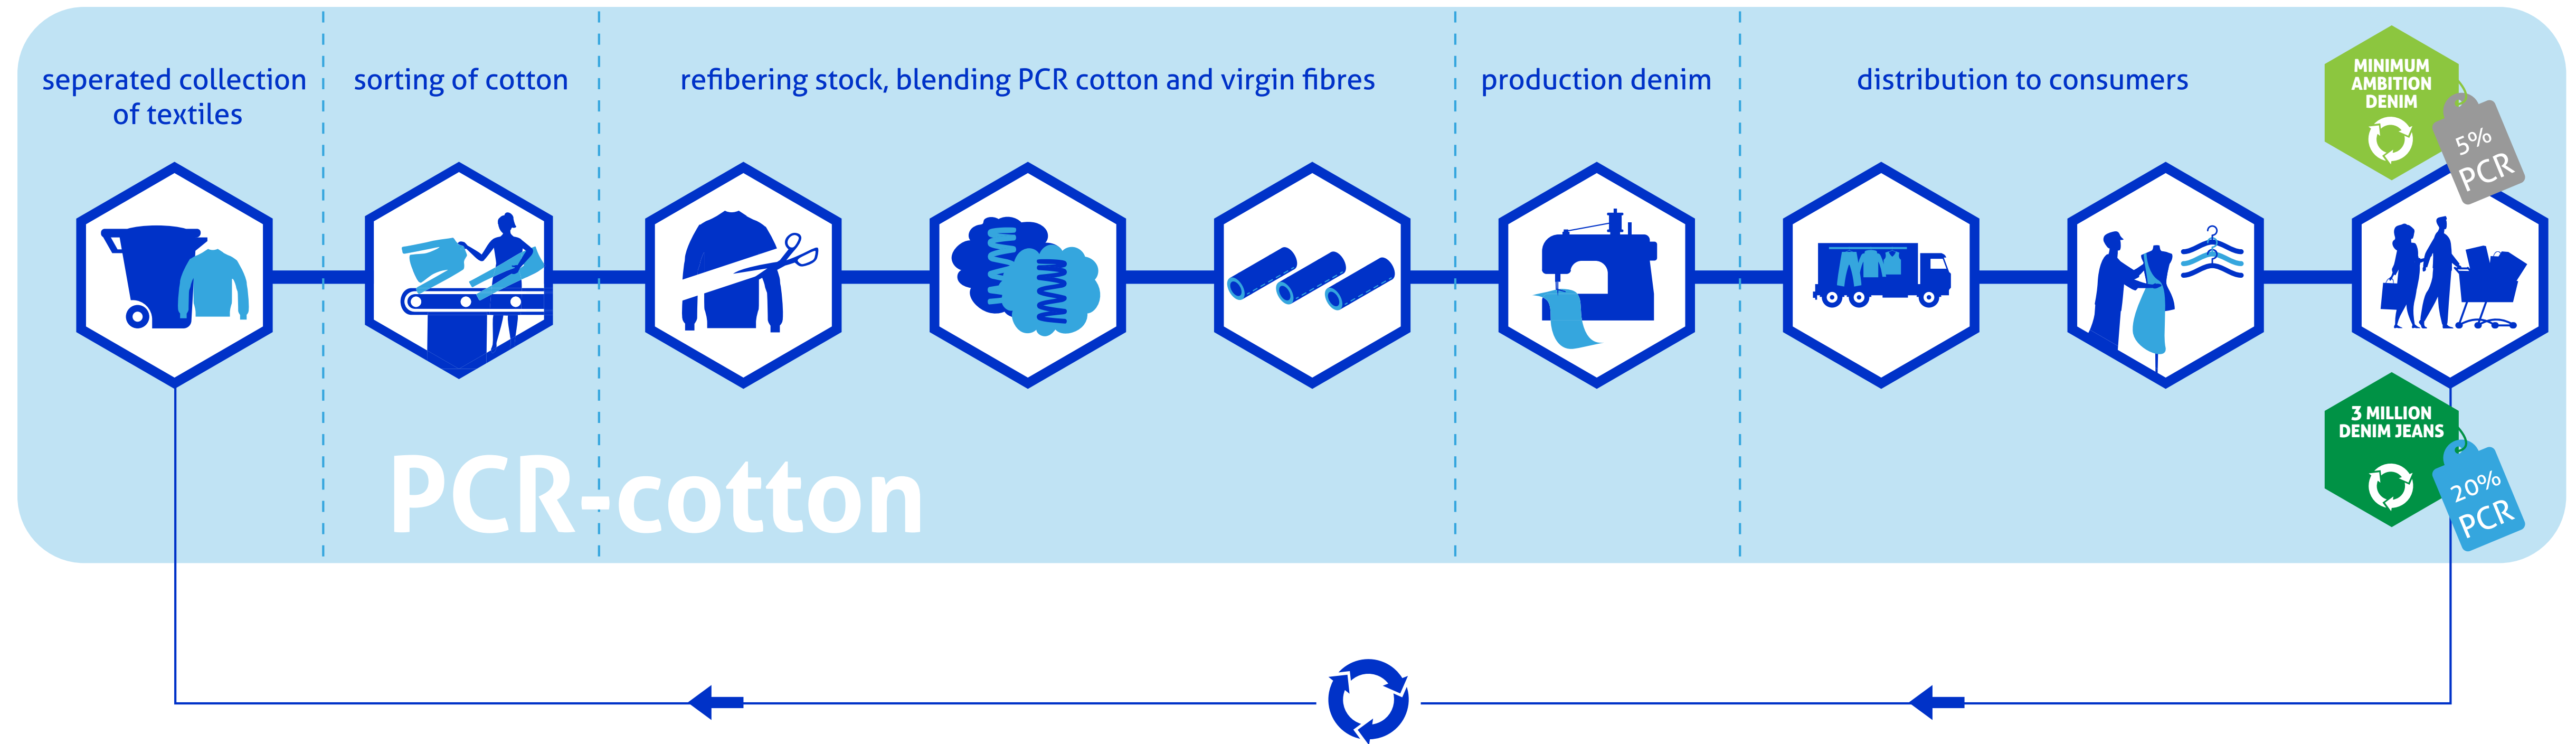 seperated collection
of textiles
sorting of cotton
refibering stock, blending PCR cotton and virgin fibres
production denim
distribution to consumers
MINIMUM
AMBITION
DENIM
5%
PCR
PCR-cotton
3 MILLION
DENIM JEANS
20%
PCR